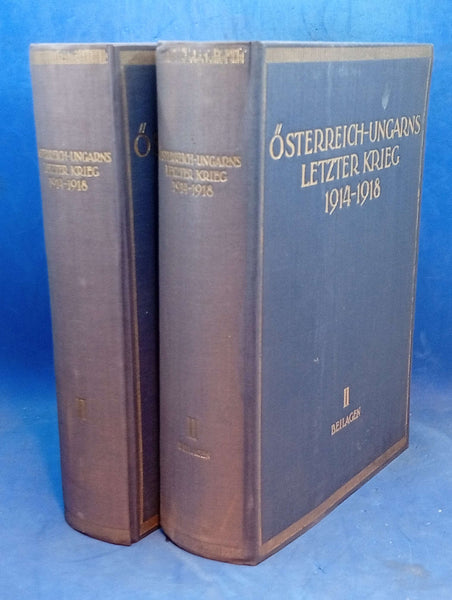 ÖSTERREICH-UNGARNS
LETZTER KRIEG
1914-1918
II
ÖSTERREICH-UNGARNS
LETZTER KRIEG
1914-1918
II
BEILAGEN
ÖSTERREICH-UNGARNS
LETZTER KRIEG
1914-1918
II
BEILAGEN